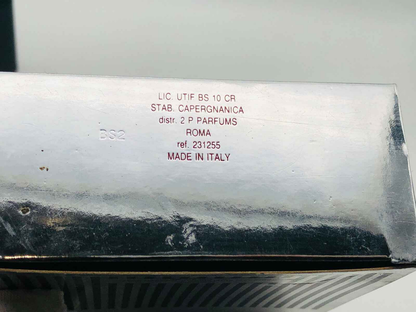 LIC. UTIF BS 10 CR
STAB. CAPERGNANICA
distr. 2 P PARFUMS
ROMA
ref. 231255
MADE IN ITALY